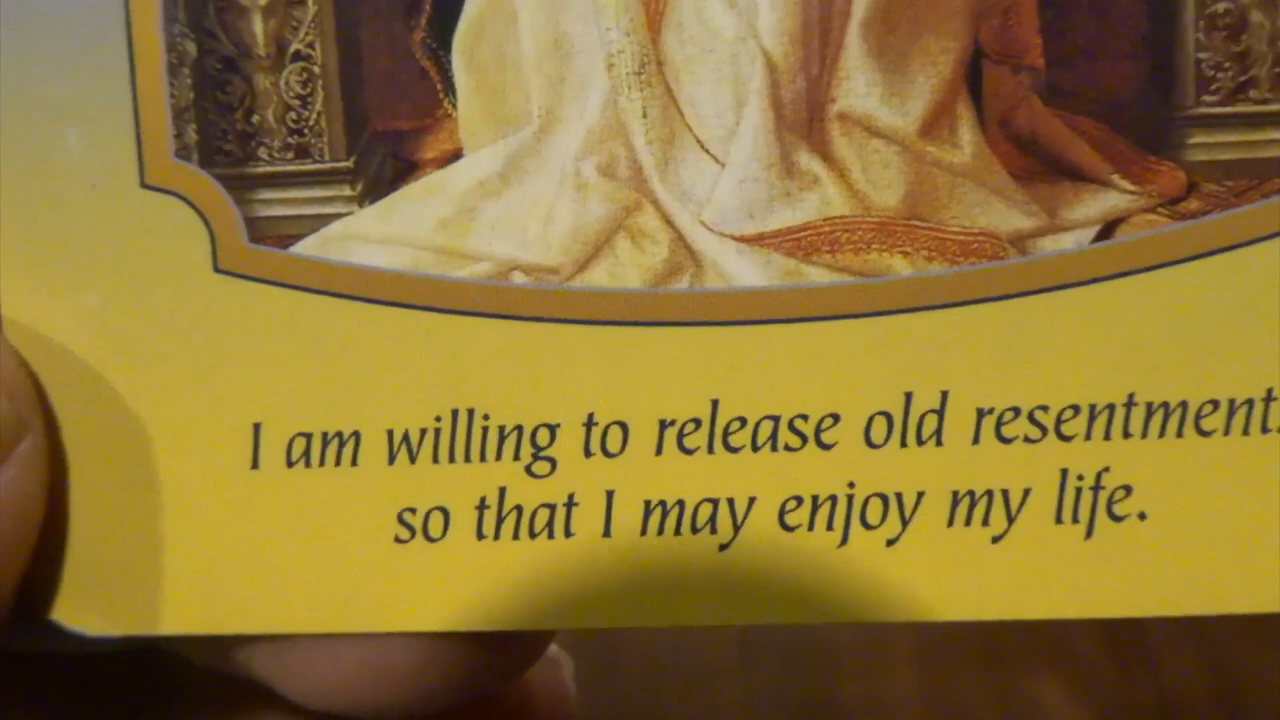 I am willing to release old resentment
so that I may enjoy my life.